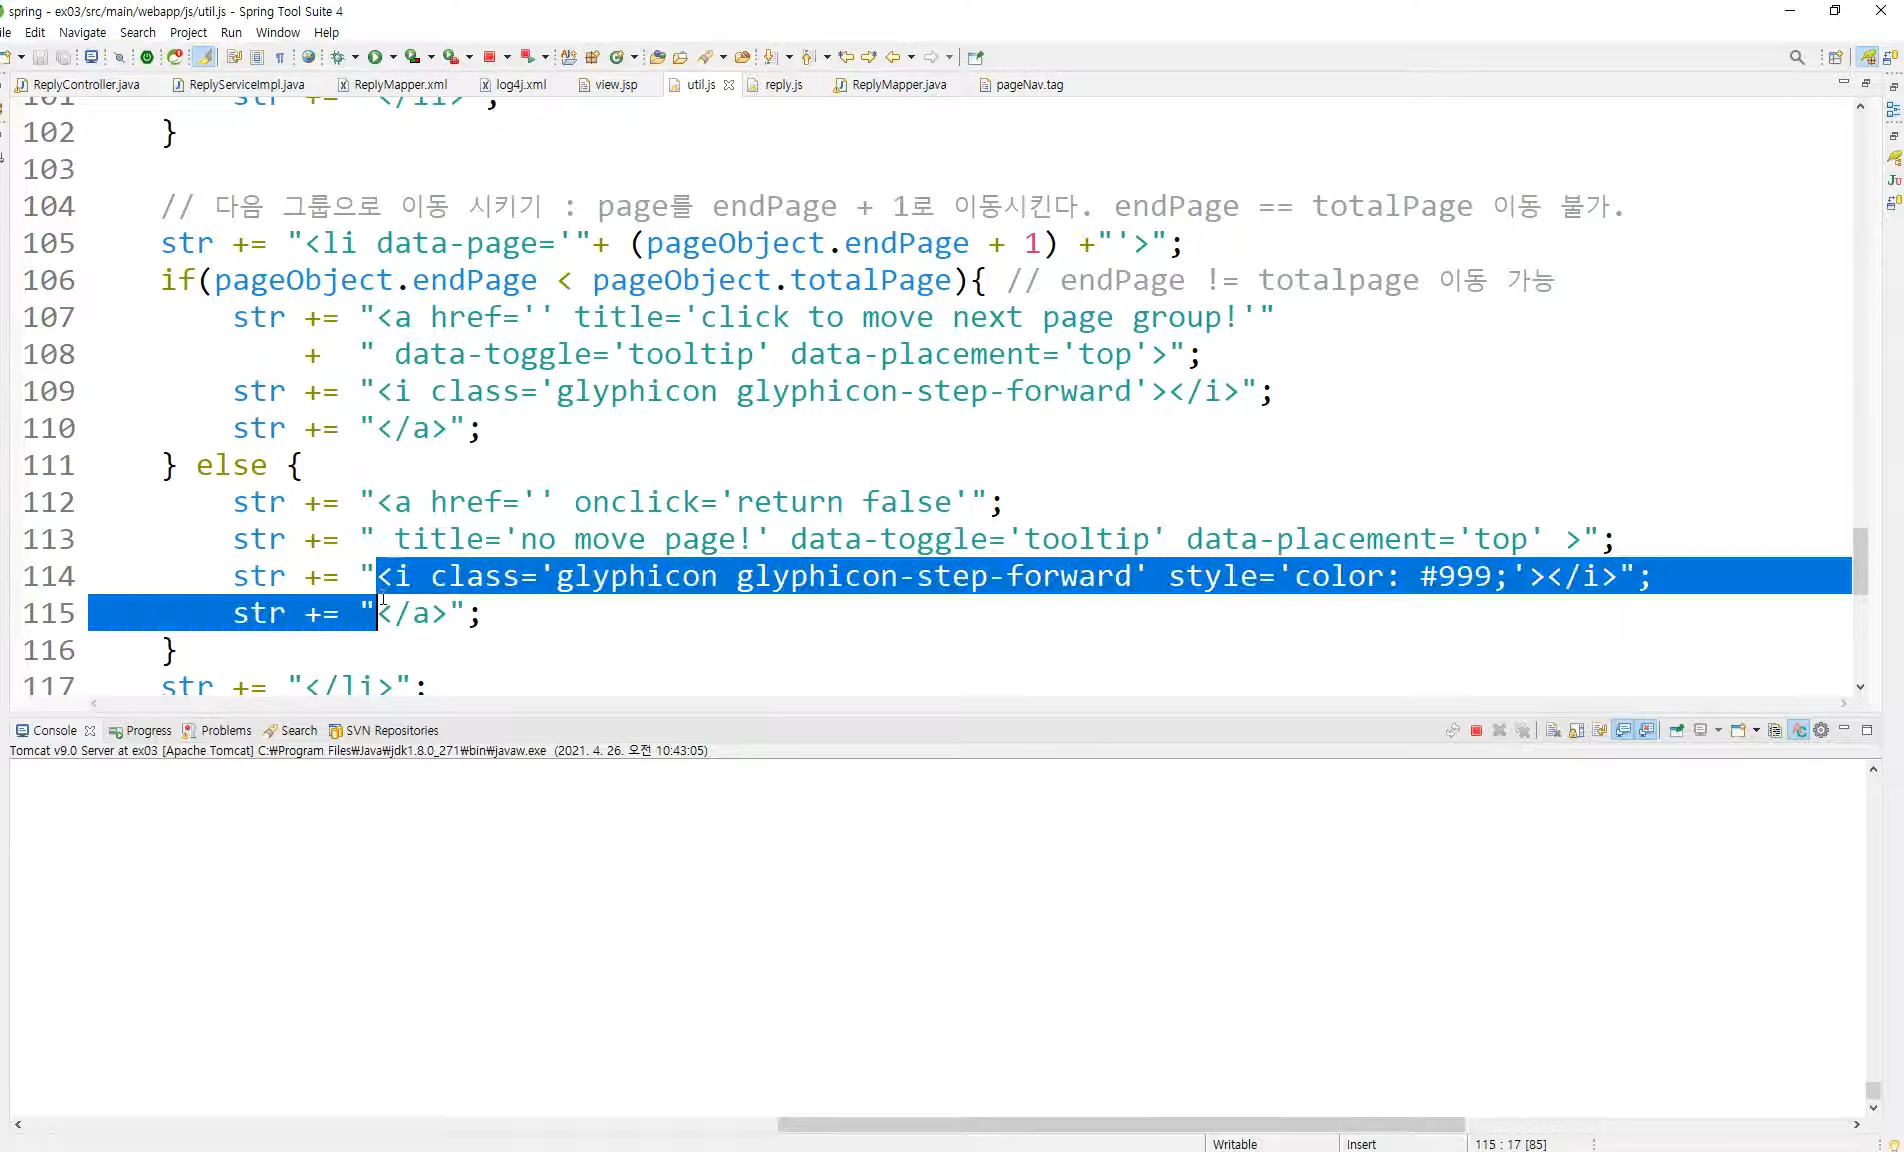 spring - ex03/src/main/webapp/js/util.js - Spring Tool Suite 4
ile Edit Navigate Search Project Run Window Help
ReplyController.java ReplyServiceImpl.java ReplyMapper.xml log4j.xml view.jsp util.js reply.js ReplyMapper.java pageNav.tag
101 str += "</li>";
102 }
103
104 // 다음 그룹으로 이동 시키기 : page를 endPage + 1로 이동시킨다. endPage == totalPage 이동 불가.
105 str += "<li data-page='"+ (pageObject.endPage + 1) +"'>";
106 if(pageObject.endPage < pageObject.totalPage){ // endPage != totalpage 이동 가능
107 str += "<a href='' title='click to move next page group!'"
108 + " data-toggle='tooltip' data-placement='top'>";
109 str += "<i class='glyphicon glyphicon-step-forward'></i>";
110 str += "</a>";
111 } else {
112 str += "<a href='' onclick='return false'";
113 str += " title='no move page!' data-toggle='tooltip' data-placement='top' >";
114 str += "<i class='glyphicon glyphicon-step-forward' style='color: #999;'></i>";
115 str += "</a>";
116 }
117 str += "</li>";
Console Progress Problems Search SVN Repositories
Tomcat v9.0 Server at ex03 [Apache Tomcat] C:₩Program Files₩Java₩jdk1.8.0_271₩bin₩javaw.exe (2021. 4. 26. 오전 10:43:05)
Writable Insert 115 : 17 [85]